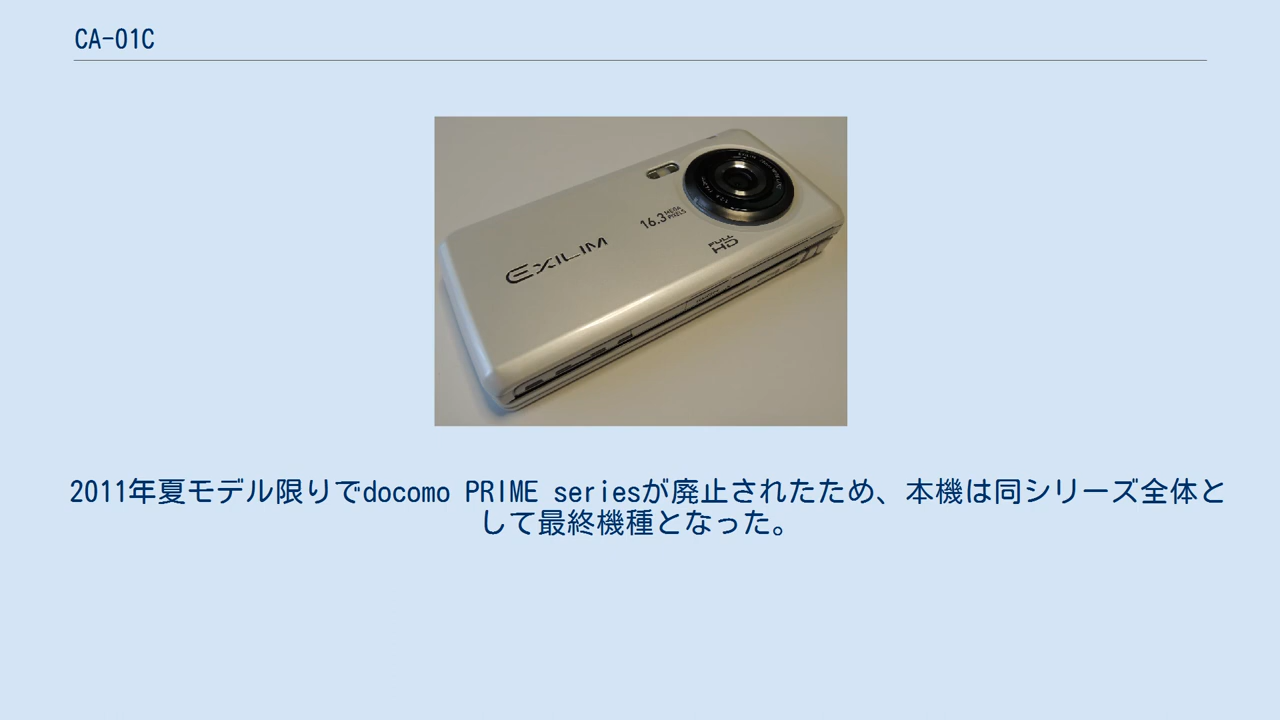 CA-01C
EXILIM
16.3 MEGA PIXELS
FULL HD
2011年夏モデル限りでdocomo PRIME seriesが廃止されたため、本機は同シリーズ全体と
して最終機種となった。